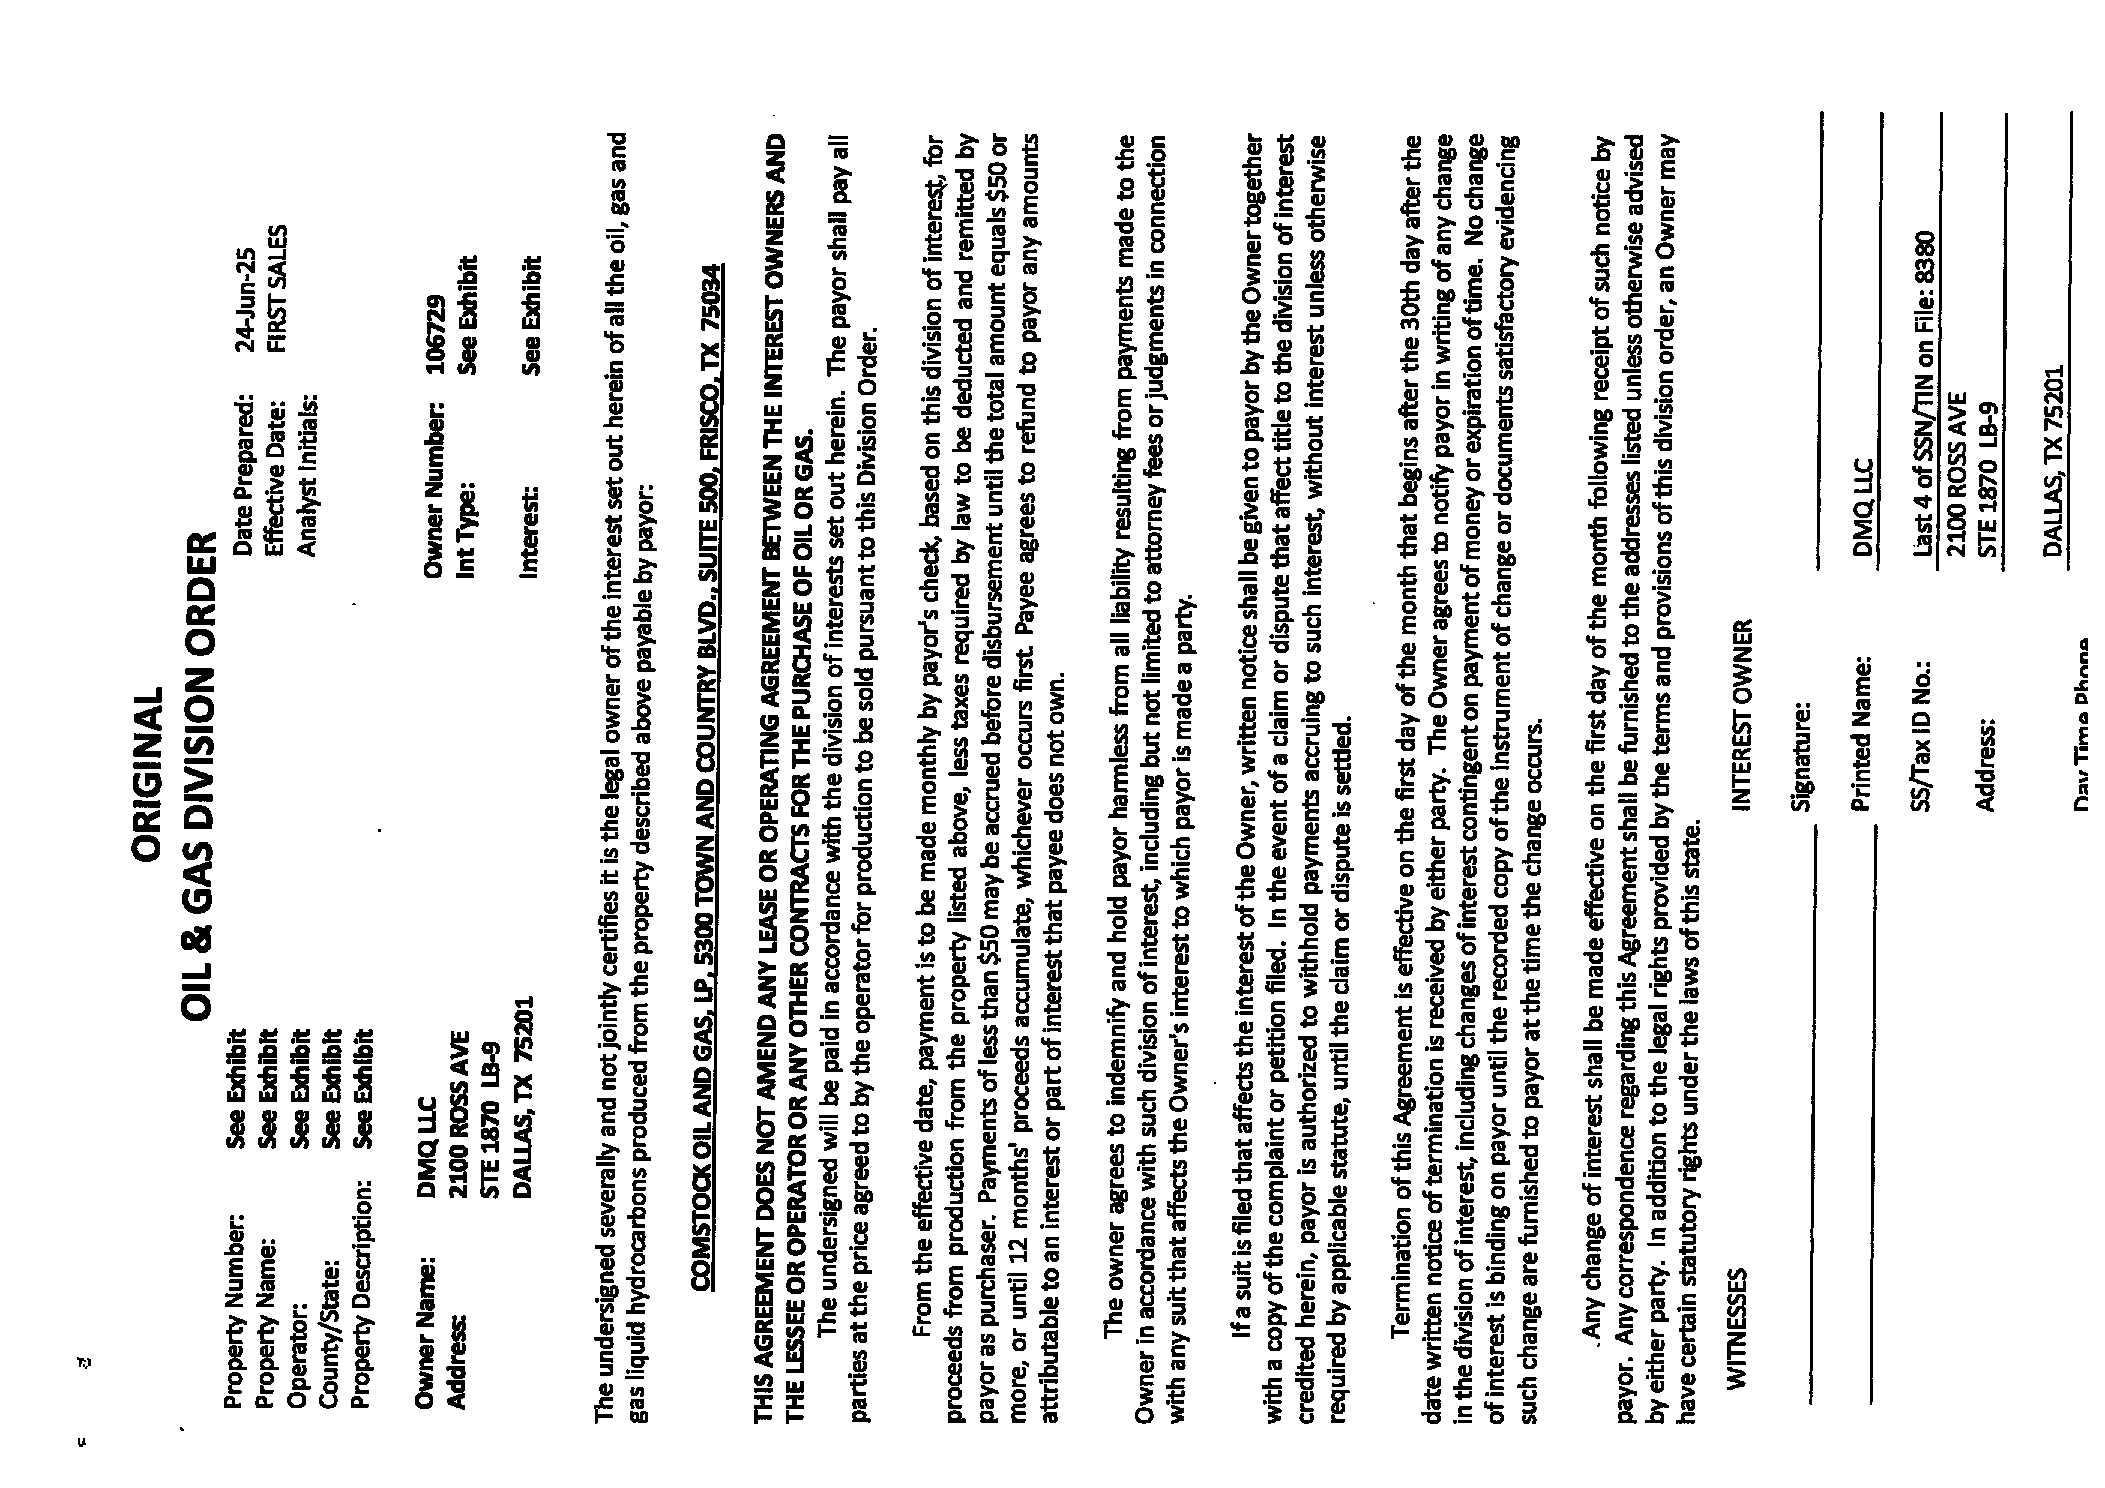 ORIGINAL
OIL & GAS DIVISION ORDER
Property Number: See Exhibit Date Prepared: 24-Jun-25
Property Name: See Exhibit Effective Date: FIRST SALES
Operator: See Exhibit Analyst Initials:
County/State: See Exhibit
Property Description: See Exhibit
Owner Name: DMQ LLC Owner Number: 106729
Address: 2100 ROSS AVE Int Type: See Exhibit
STE 1870 LB-9
DALLAS, TX 75201 Interest: See Exhibit
The undersigned severally and not jointly certifies it is the legal owner of the interest set out herein of all the oil, gas and
gas liquid hydrocarbons produced from the property described above payable by payor:
COMSTOCK OIL AND GAS, LP, 5300 TOWN AND COUNTRY BLVD., SUITE 500, FRISCO, TX 75034
THIS AGREEMENT DOES NOT AMEND ANY LEASE OR OPERATING AGREEMENT BETWEEN THE INTEREST OWNERS AND
THE LESSEE OR OPERATOR OR ANY OTHER CONTRACTS FOR THE PURCHASE OF OIL OR GAS.
The undersigned will be paid in accordance with the division of interests set out herein. The payor shall pay all
parties at the price agreed to by the operator for production to be sold pursuant to this Division Order.
From the effective date, payment is to be made monthly by payor's check, based on this division of interest, for
proceeds from production from the property listed above, less taxes required by law to be deducted and remitted by
payor as purchaser. Payments of less than $50 may be accrued before disbursement until the total amount equals $50 or
more, or until 12 months' proceeds accumulate, whichever occurs first. Payee agrees to refund to payor any amounts
attributable to an interest or part of interest that payee does not own.
The owner agrees to indemnify and hold payor harmless from all liability resulting from payments made to the
Owner in accordance with such division of interest, including but not limited to attorney fees or judgments in connection
with any suit that affects the Owner's interest to which payor is made a party.
If a suit is filed that affects the interest of the Owner, written notice shall be given to payor by the Owner together
with a copy of the complaint or petition filed. In the event of a claim or dispute that affect title to the division of interest
credited herein, payor is authorized to withhold payments accruing to such interest, without interest unless otherwise
required by applicable statute, until the claim or dispute is settled.
Termination of this Agreement is effective on the first day of the month that begins after the 30th day after the
date written notice of termination is received by either party. The Owner agrees to notify payor in writing of any change
in the division of interest, including changes of interest contingent on payment of money or expiration of time. No change
of interest is binding on payor until the recorded copy of the instrument of change or documents satisfactory evidencing
such change are furnished to payor at the time the change occurs.
Any change of interest shall be made effective on the first day of the month following receipt of such notice by
payor. Any correspondence regarding this Agreement shall be furnished to the addresses listed unless otherwise advised
by either party. In addition to the legal rights provided by the terms and provisions of this division order, an Owner may
have certain statutory rights under the laws of this state.
WITNESSES INTEREST OWNER
Signature:
Printed Name: DMQ LLC
SS/Tax ID No.: Last 4 of SSN/TIN on File: 8380
2100 ROSS AVE
Address: STE 1870 LB-9
DALLAS, TX 75201
Day Time Phone